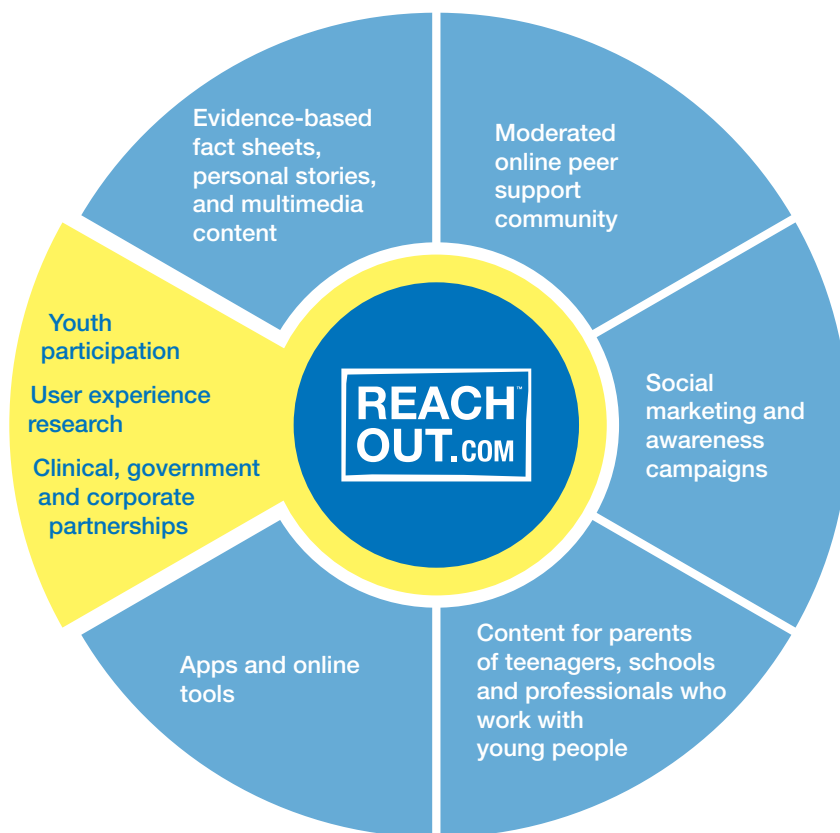 Evidence-based
fact sheets,
personal stories,
and multimedia
content
Moderated
online peer
support
community
Youth
participation
User experience
research
Clinical, government
and corporate
partnerships
REACH™
OUT.COM
Social
marketing and
awareness
campaigns
Apps and online
tools
Content for parents
of teenagers, schools
and professionals who
work with
young people